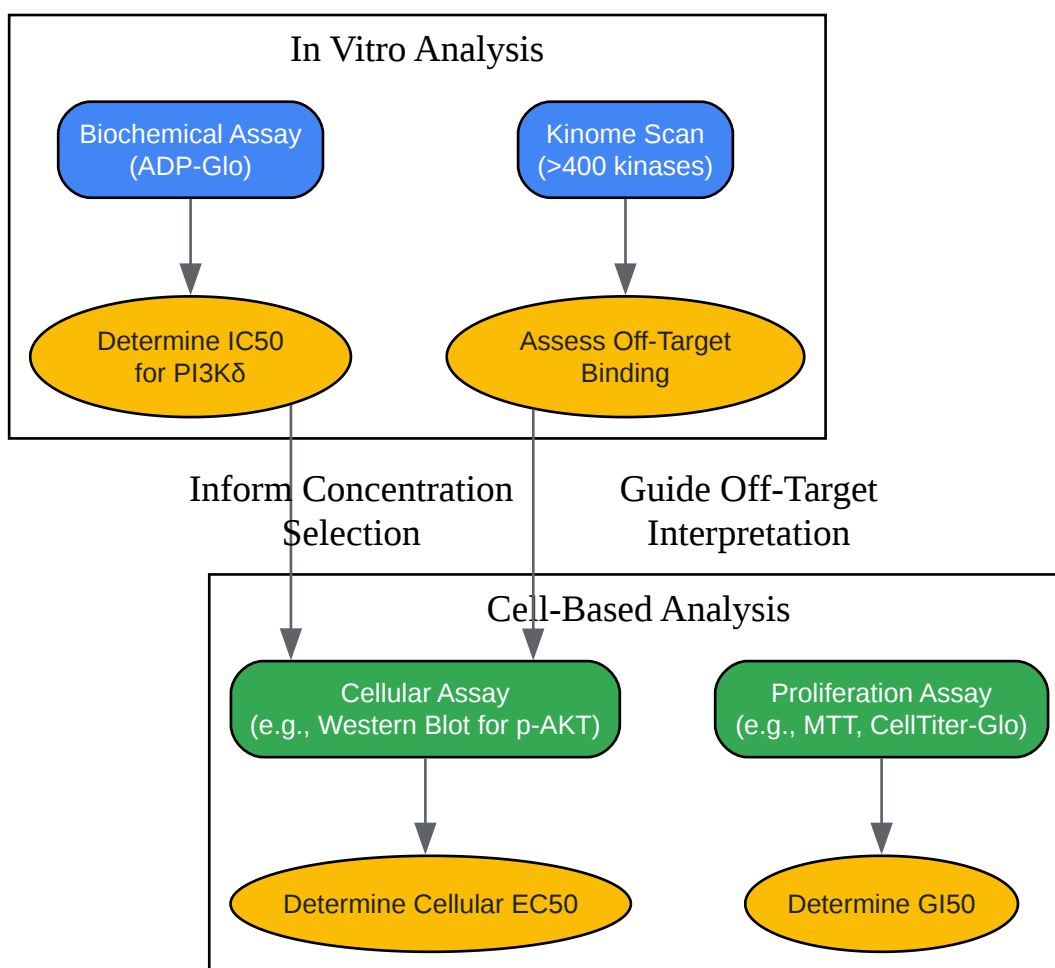 In Vitro Analysis
Biochemical Assay
(ADP-Glo)
Kinome Scan
(>400 kinases)
Determine IC50
for PI3Kδ
Assess Off-Target
Binding
Inform Concentration
Selection
Guide Off-Target
Interpretation
Cell-Based Analysis
Cellular Assay
(e.g., Western Blot for p-AKT)
Proliferation Assay
(e.g., MTT, CellTiter-Glo)
Determine Cellular EC50
Determine GI50